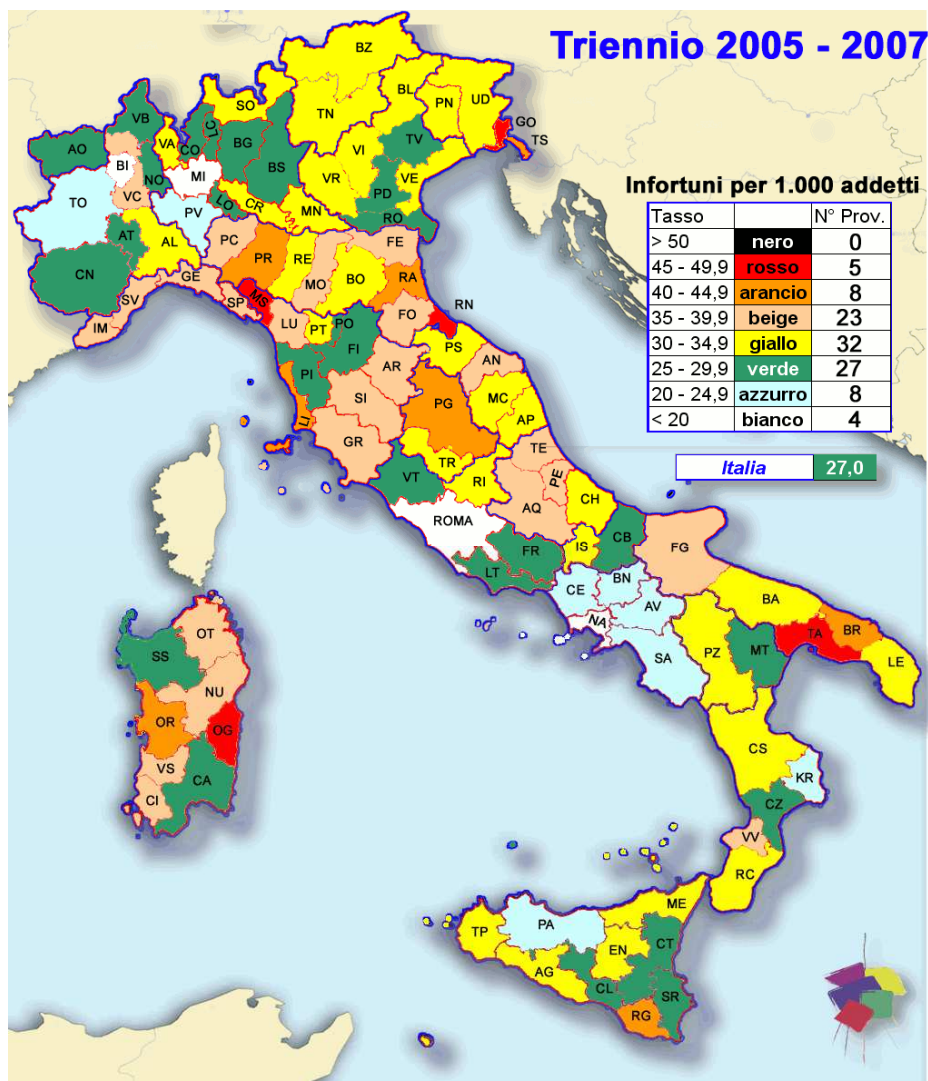 Triennio 2005 - 2007
Infortuni per 1.000 addetti
Tasso N° Prov.
> 50 nero 0
45 - 49,9 rosso 5
40 - 44,9 arancio 8
35 - 39,9 beige 23
30 - 34,9 giallo 32
25 - 29,9 verde 27
20 - 24,9 azzurro 8
< 20 bianco 4
Italia 27,0
BZ
SO
TN
BL
PN
UD
GO
TS
VB
AO
VA
CO
LC
BG
BS
VI
TV
VR
VE
PD
BI
NO
MI
TO
VC
PV
LO
CR
MN
RO
AT
AL
CN
PC
PR
RE
MO
BO
FE
RA
GE
SV
IM
SP
MS
LU
PT
PO
FI
FO
RN
PS
PI
AR
AN
LI
SI
PG
MC
AP
GR
TR
TE
PE
VT
RI
CH
AQ
ROMA
FR
LT
IS
CB
FG
CE
BN
AV
NA
SA
BA
PZ
MT
TA
BR
LE
OT
SS
NU
OR
OG
VS
CA
CI
CS
KR
CZ
VV
RC
ME
TP
PA
EN
CT
AG
CL
SR
RG